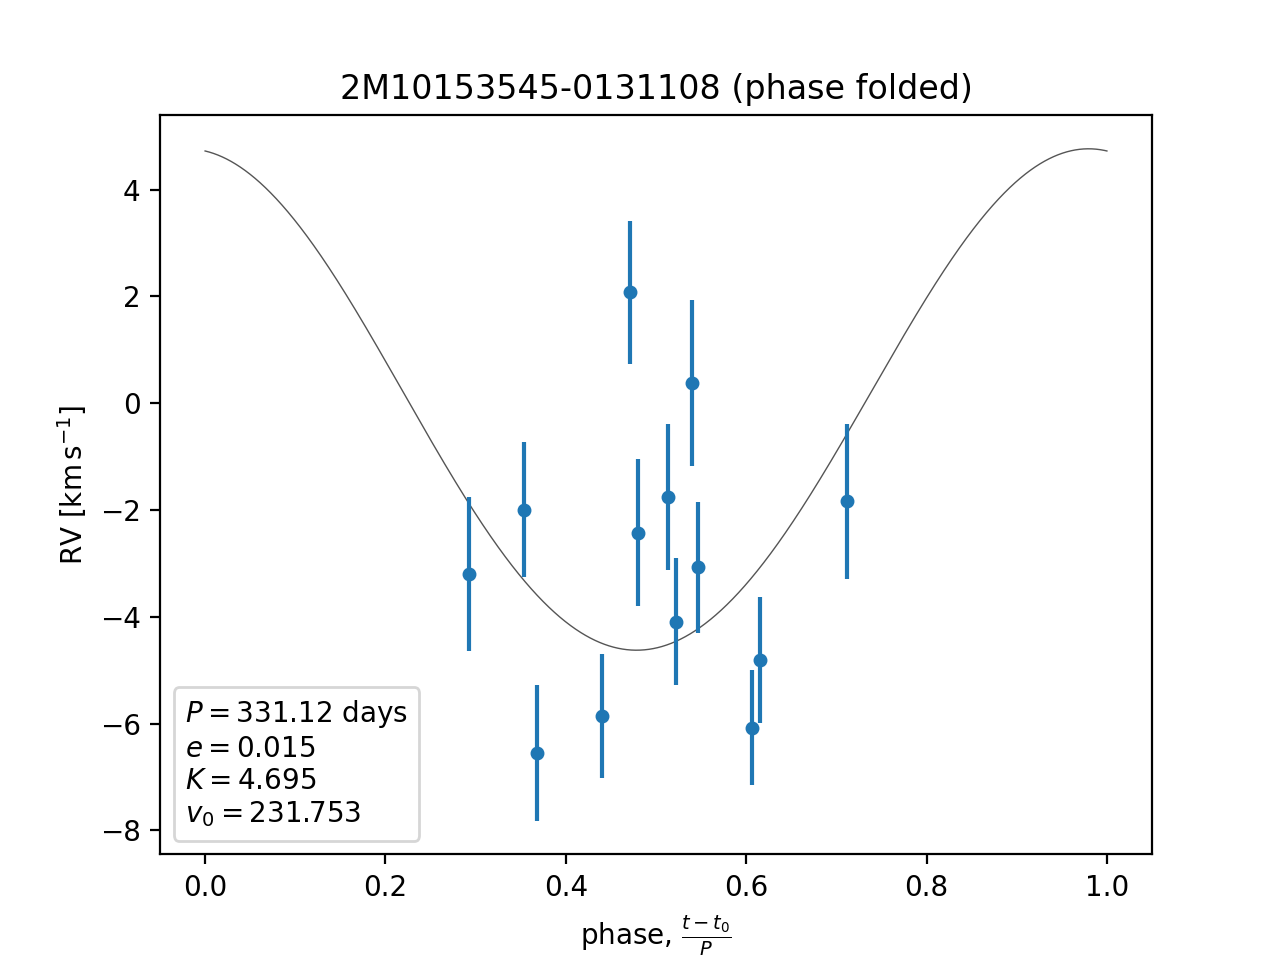 2M10153545-0131108 (phase folded)
RV [km s⁻¹]
4
2
0
−2
−4
−6
−8
P = 331.12 days
e = 0.015
K = 4.695
v₀ = 231.753
0.0 0.2 0.4 0.6 0.8 1.0
phase, (t − t₀)/P